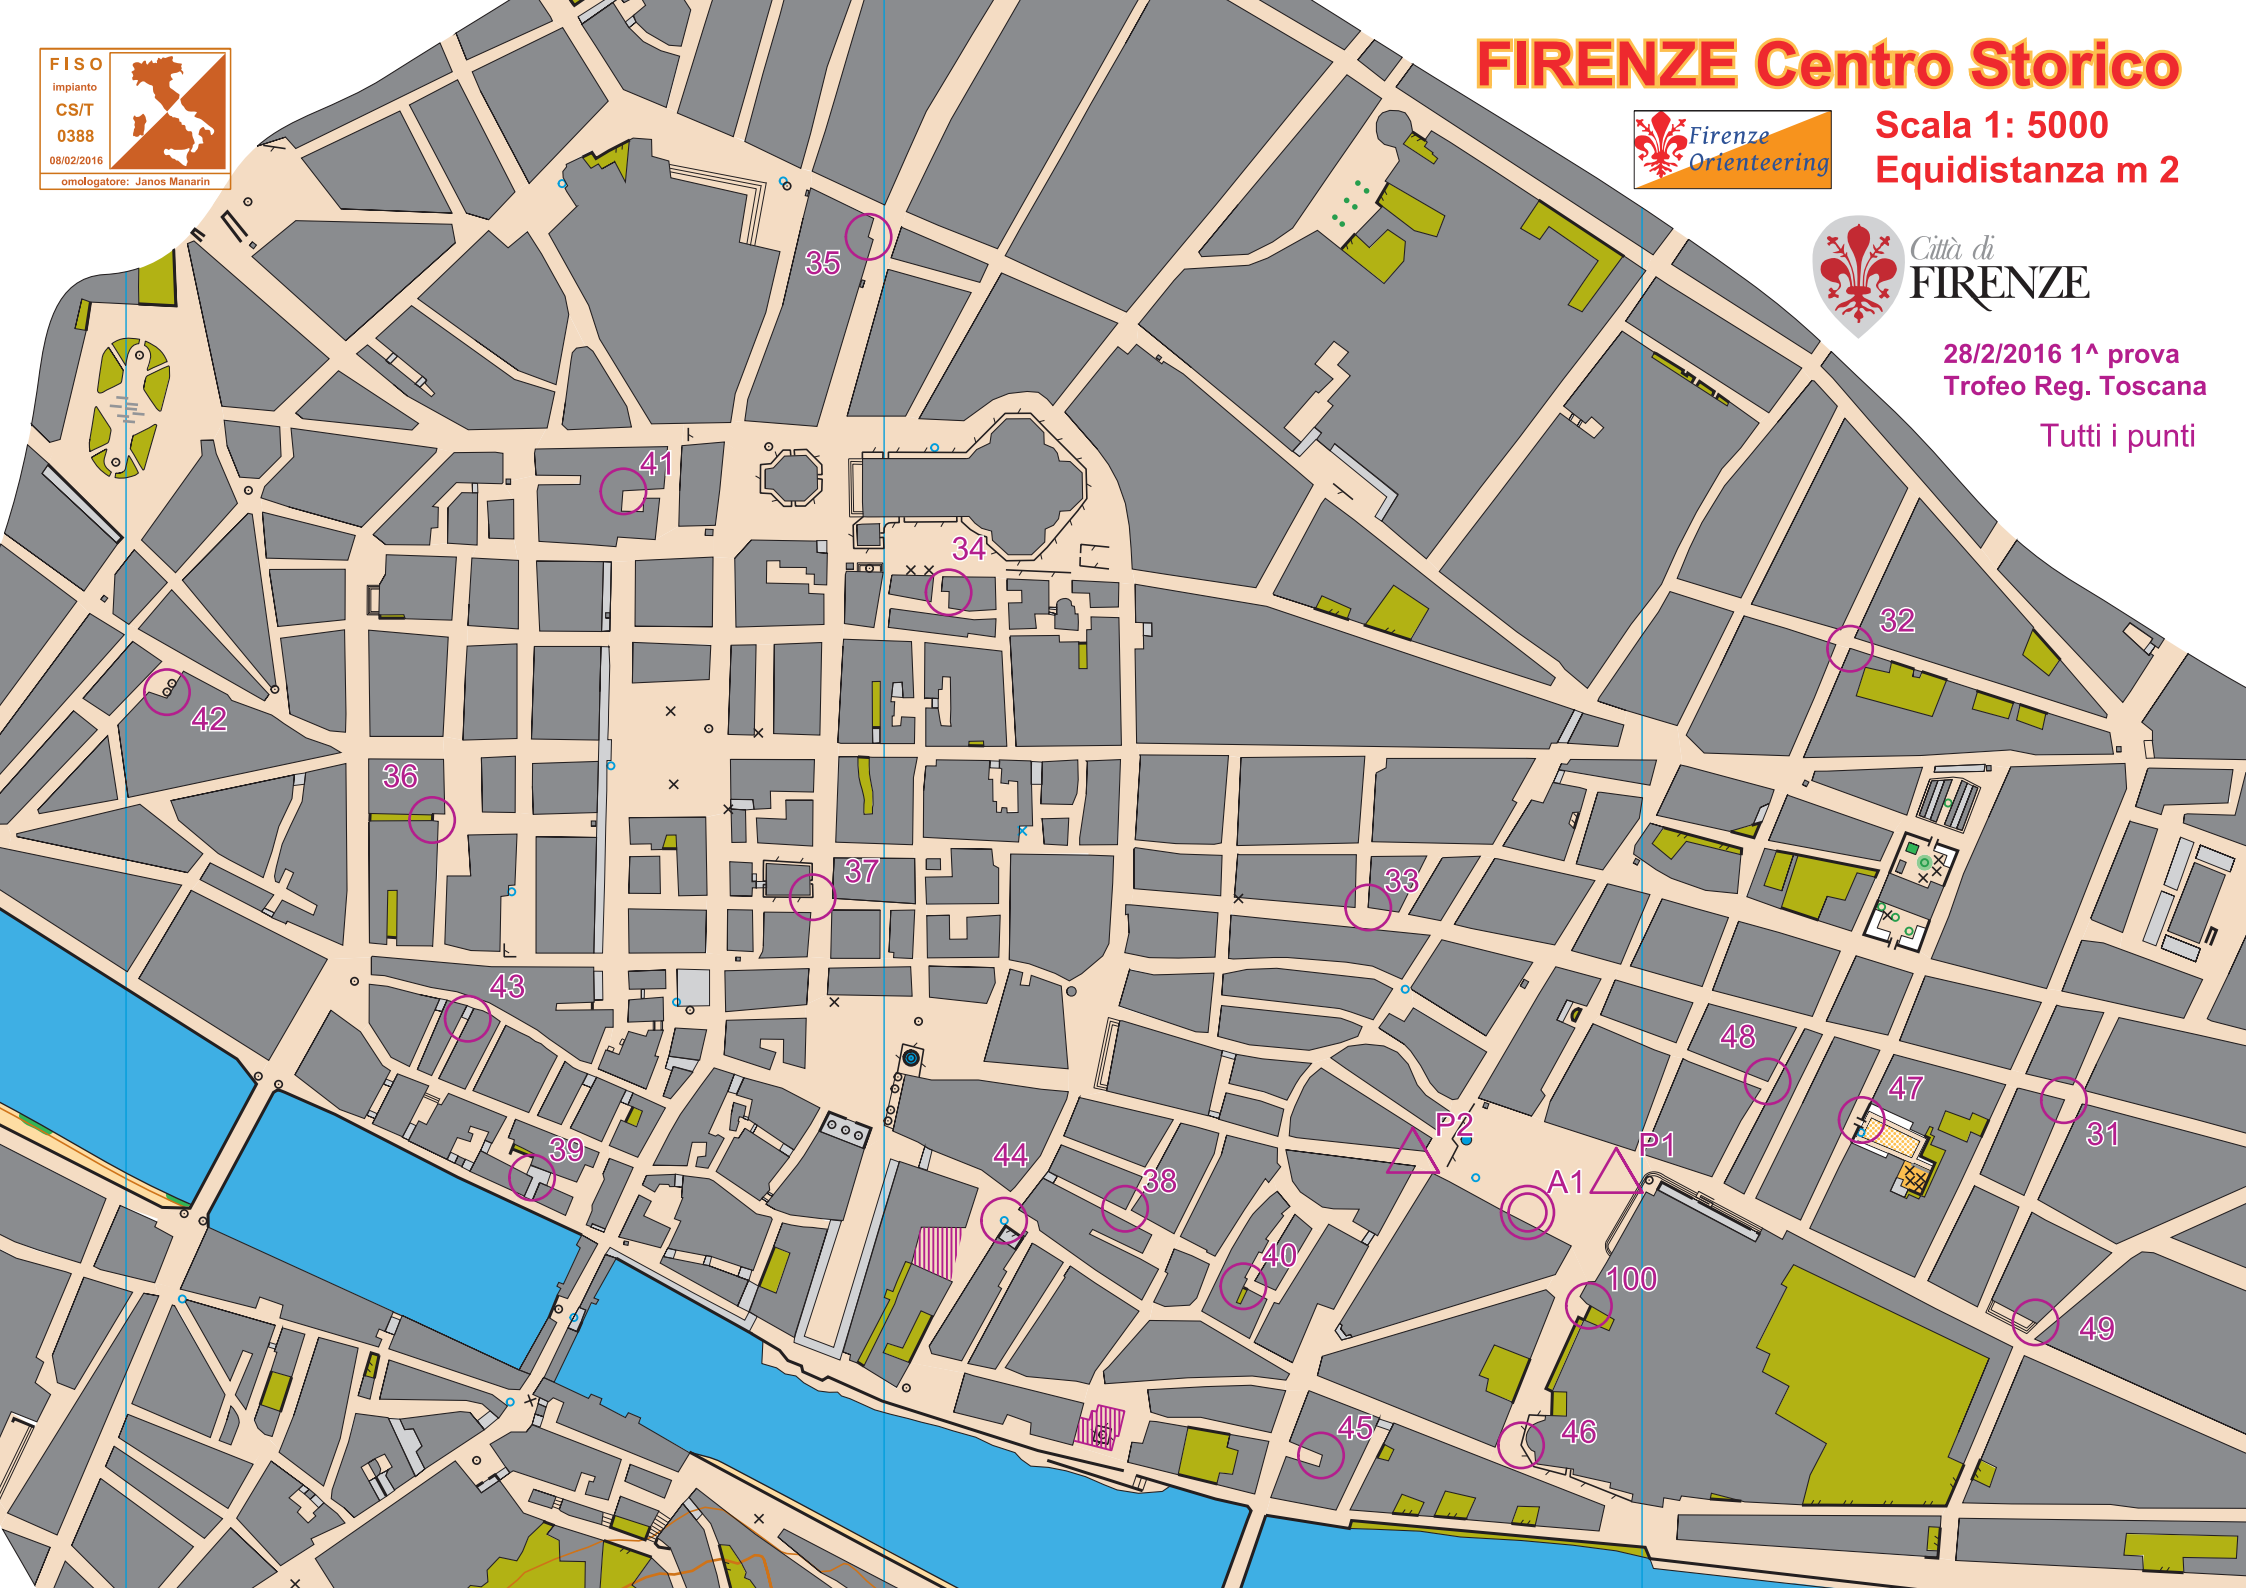 FISO
impianto
CS/T
0388
08/02/2016
omologatore: Janos Manarin
FIRENZE Centro Storico
Firenze
Orienteering
Scala 1: 5000
Equidistanza m 2
Città di
FIRENZE
28/2/2016 1^ prova
Trofeo Reg. Toscana
Tutti i punti
35
41
34
32
42
36
37
33
43
48
47
31
P2
P1
39
44
38
A1
40
100
49
45
46